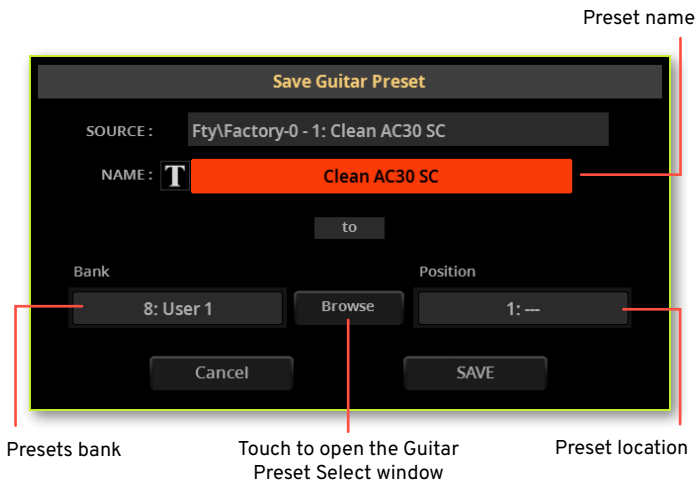 Preset name
Save Guitar Preset
SOURCE : Fty\Factory-0 - 1: Clean AC30 SC
NAME : T Clean AC30 SC
to
Bank Position
8: User 1 Browse 1: ---
Cancel SAVE
Presets bank Touch to open the Guitar Preset location
Preset Select window